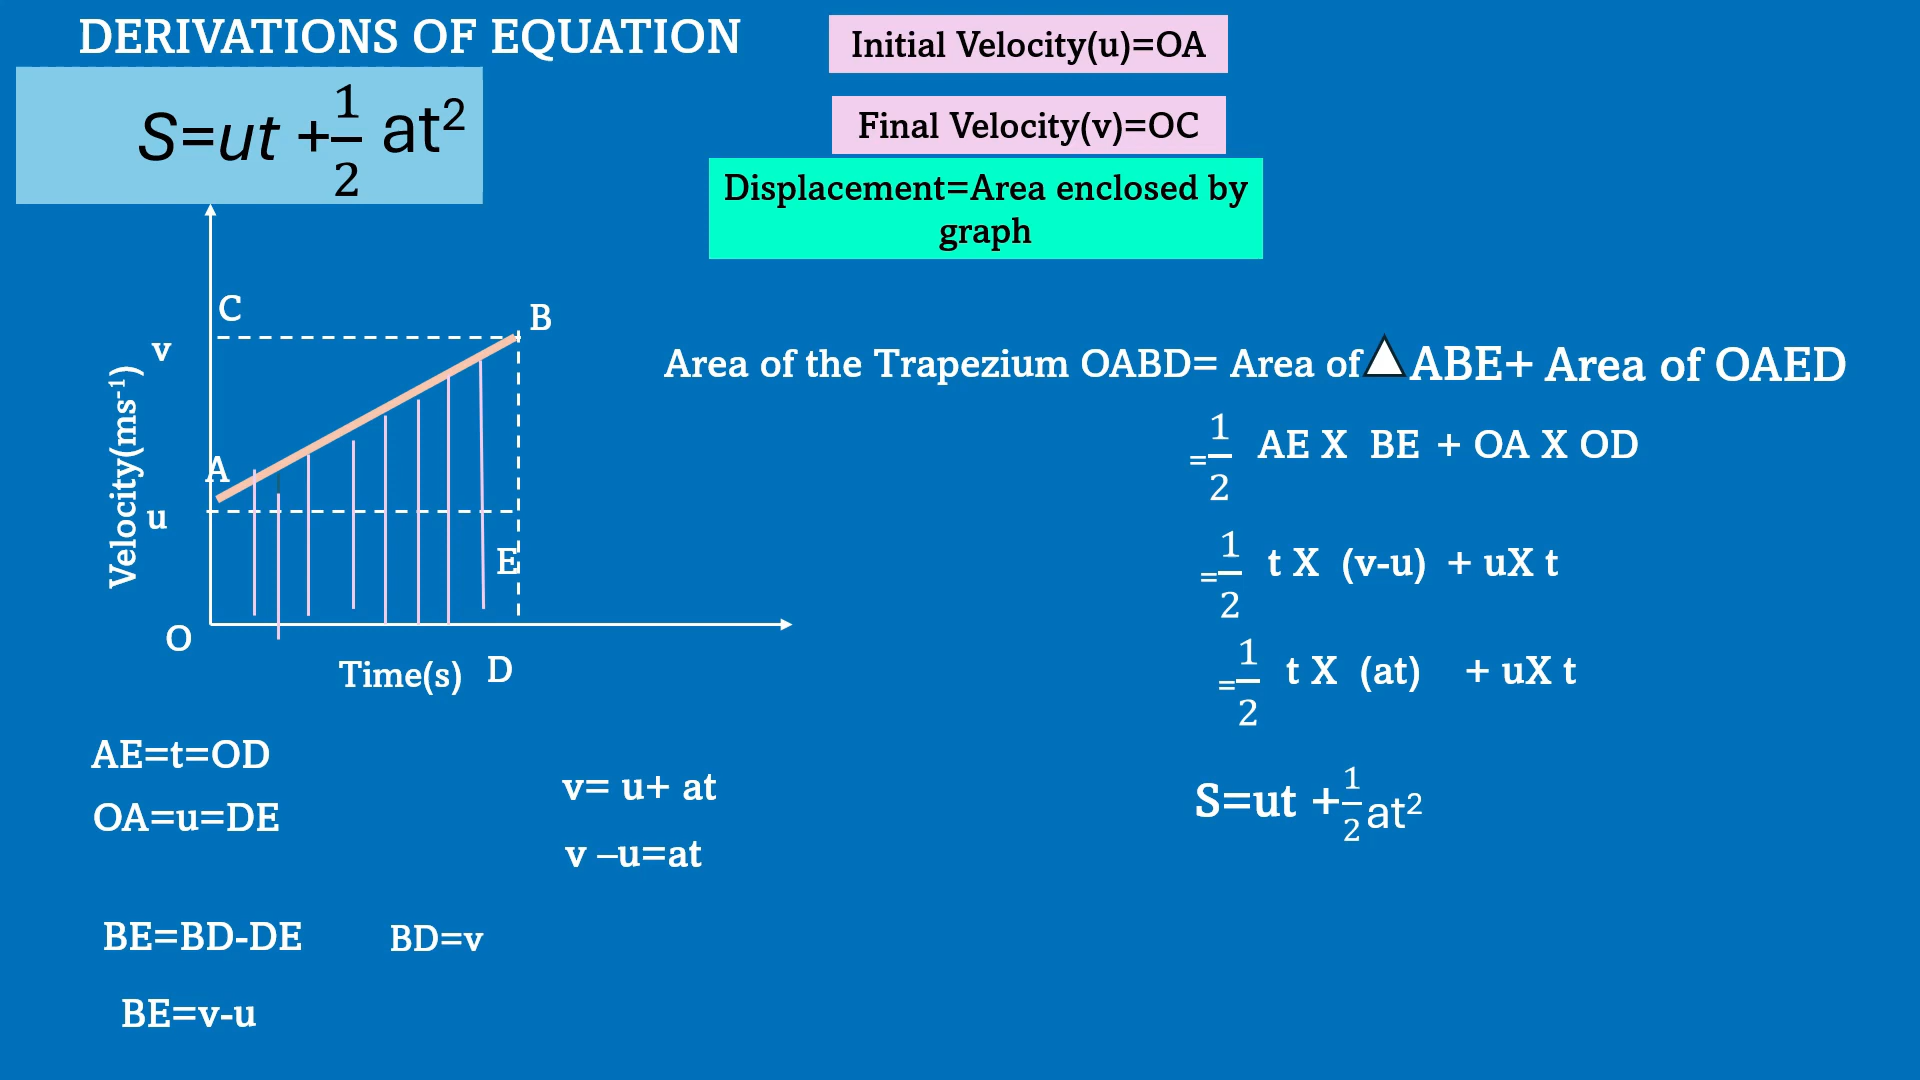 DERIVATIONS OF EQUATION
S=ut +1/2 at²
Initial Velocity(u)=OA
Final Velocity(v)=OC
Displacement=Area enclosed by
graph
C
B
v
Velocity(ms⁻¹)
A
u
E
O
Time(s)
D
Area of the Trapezium OABD= Area of△ABE+ Area of OAED
=1/2 AE X BE + OA X OD
=1/2 t X (v-u) + uX t
=1/2 t X (at) + uX t
S=ut +1/2at²
AE=t=OD
OA=u=DE
v= u+ at
v –u=at
BE=BD-DE
BD=v
BE=v-u